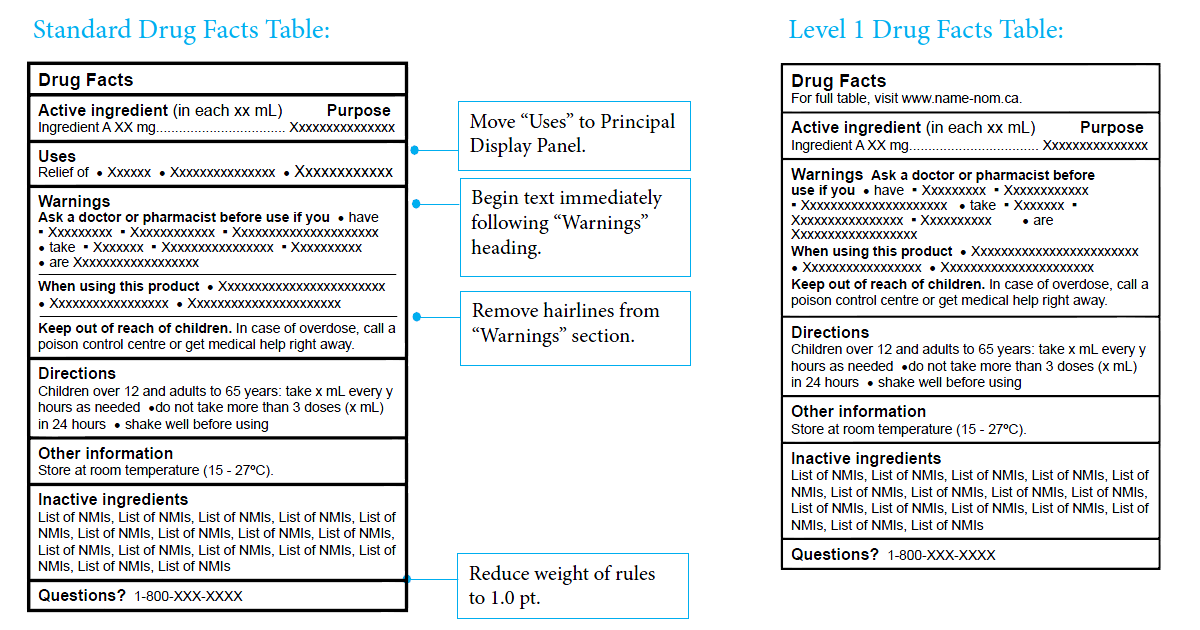 Standard Drug Facts Table:
Drug Facts
Active ingredient (in each xx mL) Purpose
Ingredient A XX mg................................. Xxxxxxxxxxxxxxx
Uses
Relief of • Xxxxxx • Xxxxxxxxxxxxxxx • Xxxxxxxxxxxxx
Warnings
Ask a doctor or pharmacist before use if you • have
▪ Xxxxxxxxx ▪ Xxxxxxxxxxxx ▪ Xxxxxxxxxxxxxxxxxxxxx
• take ▪ Xxxxxxx ▪ Xxxxxxxxxxxxxxxx ▪ Xxxxxxxxxx
• are Xxxxxxxxxxxxxxxxxx
When using this product • Xxxxxxxxxxxxxxxxxxxxxxxx
• Xxxxxxxxxxxxxxxxx • Xxxxxxxxxxxxxxxxxxxxxx
Keep out of reach of children. In case of overdose, call a
poison control centre or get medical help right away.
Directions
Children over 12 and adults to 65 years: take x mL every y
hours as needed •do not take more than 3 doses (x mL)
in 24 hours • shake well before using
Other information
Store at room temperature (15 - 27ºC).
Inactive ingredients
List of NMIs, List of NMIs, List of NMIs, List of NMIs, List of
NMIs, List of NMIs, List of NMIs, List of NMIs, List of NMIs,
List of NMIs, List of NMIs, List of NMIs, List of NMIs, List of
NMIs, List of NMIs, List of NMIs
Questions? 1-800-XXX-XXXX
Move “Uses” to Principal
Display Panel.
Begin text immediately
following “Warnings”
heading.
Remove hairlines from
“Warnings” section.
Reduce weight of rules
to 1.0 pt.
Level 1 Drug Facts Table:
Drug Facts
For full table, visit www.name-nom.ca.
Active ingredient (in each xx mL) Purpose
Ingredient A XX mg................................. Xxxxxxxxxxxxxxx
Warnings Ask a doctor or pharmacist before
use if you • have ▪ Xxxxxxxxx ▪ Xxxxxxxxxxxx
▪ Xxxxxxxxxxxxxxxxxxxxx • take ▪ Xxxxxxx ▪
Xxxxxxxxxxxxxxxx ▪ Xxxxxxxxxx • are
Xxxxxxxxxxxxxxxxxx
When using this product • Xxxxxxxxxxxxxxxxxxxxxxxx
• Xxxxxxxxxxxxxxxxx • Xxxxxxxxxxxxxxxxxxxxxx
Keep out of reach of children. In case of overdose, call a
poison control centre or get medical help right away.
Directions
Children over 12 and adults to 65 years: take x mL every y
hours as needed •do not take more than 3 doses (x mL)
in 24 hours • shake well before using
Other information
Store at room temperature (15 - 27ºC).
Inactive ingredients
List of NMIs, List of NMIs, List of NMIs, List of NMIs, List of
NMIs, List of NMIs, List of NMIs, List of NMIs, List of NMIs,
List of NMIs, List of NMIs, List of NMIs, List of NMIs, List of
NMIs, List of NMIs, List of NMIs
Questions? 1-800-XXX-XXXX